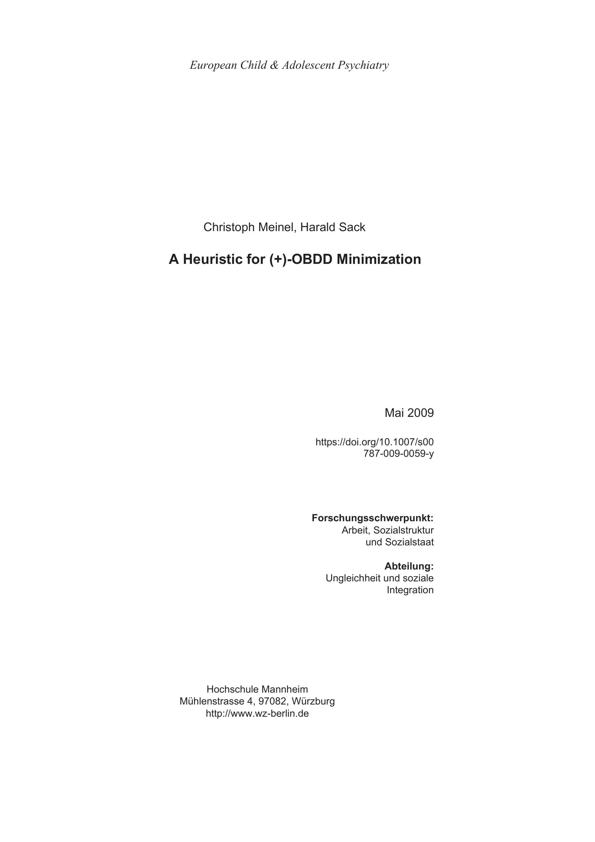 European Child & Adolescent Psychiatry
Christoph Meinel, Harald Sack
A Heuristic for (+)-OBDD Minimization
Mai 2009
https://doi.org/10.1007/s00
787-009-0059-y
Forschungsschwerpunkt:
Arbeit, Sozialstruktur
und Sozialstaat
Abteilung:
Ungleichheit und soziale
Integration
Hochschule Mannheim
Mühlenstrasse 4, 97082, Würzburg
http://www.wz-berlin.de